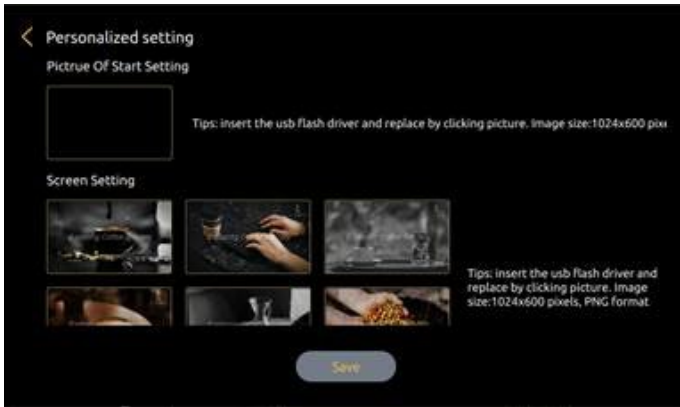 Personalized setting
Pictrue Of Start Setting
Tips: insert the usb flash driver and replace by clicking picture. Image size:1024x600 pixe
Screen Setting
Tips: insert the usb flash driver and
replace by clicking picture. Image
size:1024x600 pixels, PNG format
Save